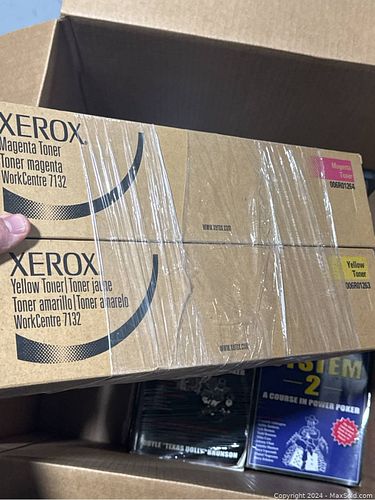 XEROX®
Magenta Toner
Toner magenta
WorkCentre 7132
Magenta
Toner
006R01264
www.xerox.com
XEROX
Yellow Toner|Toner jaune
Toner amarillo|Toner amarelo
WorkCentre 7132
Yellow
Toner
006R01263
www.xerox.com
DOYLE "TEXAS DOLLY" BRUNSON
SYSTEM
2
A COURSE IN POWER POKER
Copyright 2024 - MaxSold.com